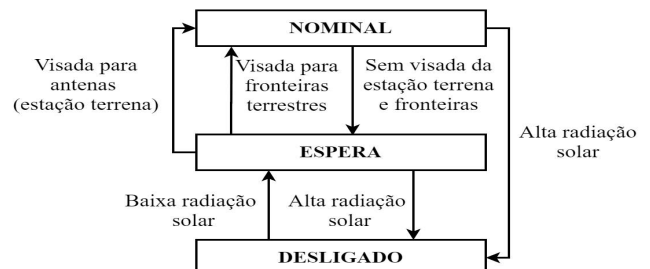 NOMINAL
Visada para
antenas
(estação terrena)
Visada para
fronteiras
terrestres
Sem visada da
estação terrena
e fronteiras
Alta radiação
solar
ESPERA
Baixa radiação
solar
Alta radiação
solar
DESLIGADO